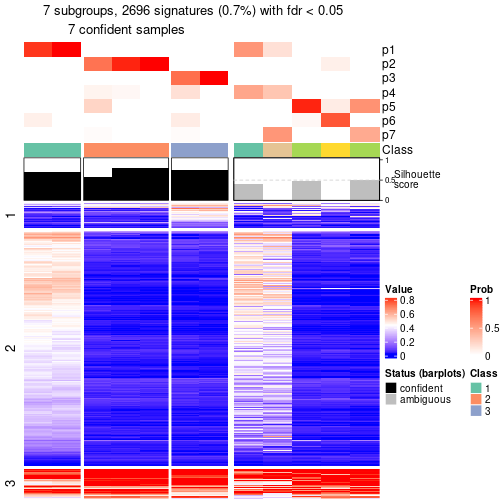 7 subgroups, 2696 signatures (0.7%) with fdr < 0.05
7 confident samples
p1
p2
p3
p4
p5
p6
p7
Class
1
0.5
0
Silhouette
score
1
2
3
Value
0.8
0.6
0.4
0.2
0
Prob
1
0.5
0
Status (barplots)
confident
ambiguous
Class
1
2
3